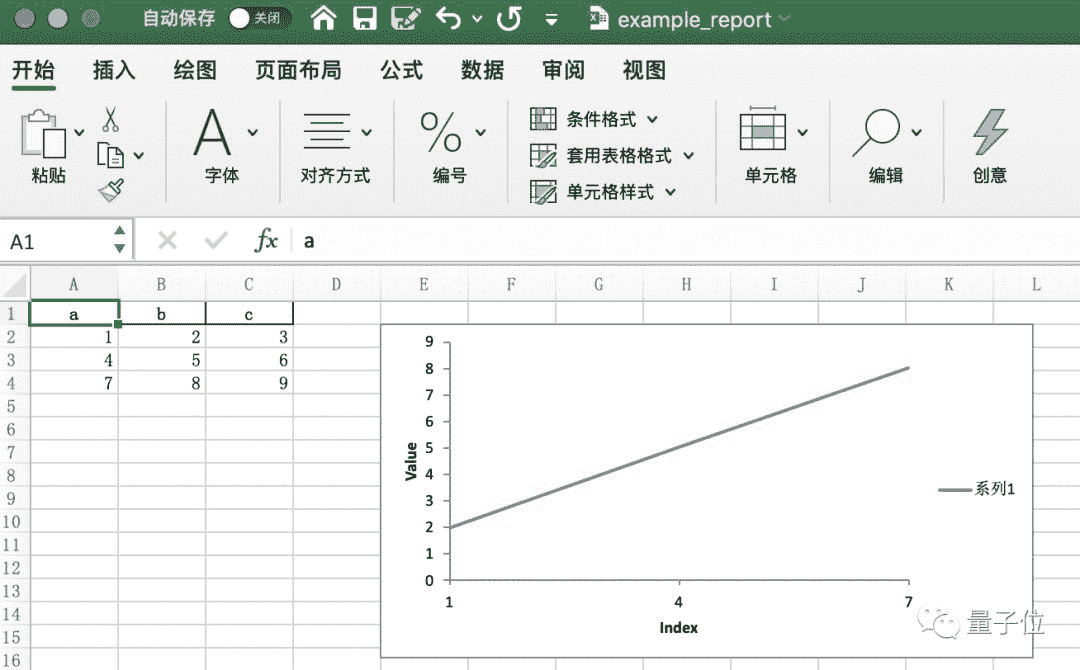 自动保存 关闭 example_report
开始 插入 绘图 页面布局 公式 数据 审阅 视图
粘贴 字体 对齐方式 % 编号 条件格式 套用表格格式 单元格样式 单元格 编辑 创意
A1 fx a
A B C D E F G H I J K L
1 a b c
2 1 2 3
3 4 5 6
4 7 8 9
5
6
7
8
9
10
11
12
13
14
15
16
9
8
7
6
5
4
3
2
1
0
Value
1 4 7
Index
系列1
量子位